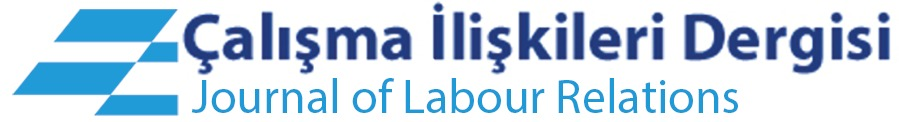 Çalışma İlişkileri Dergisi
Journal of Labour Relations